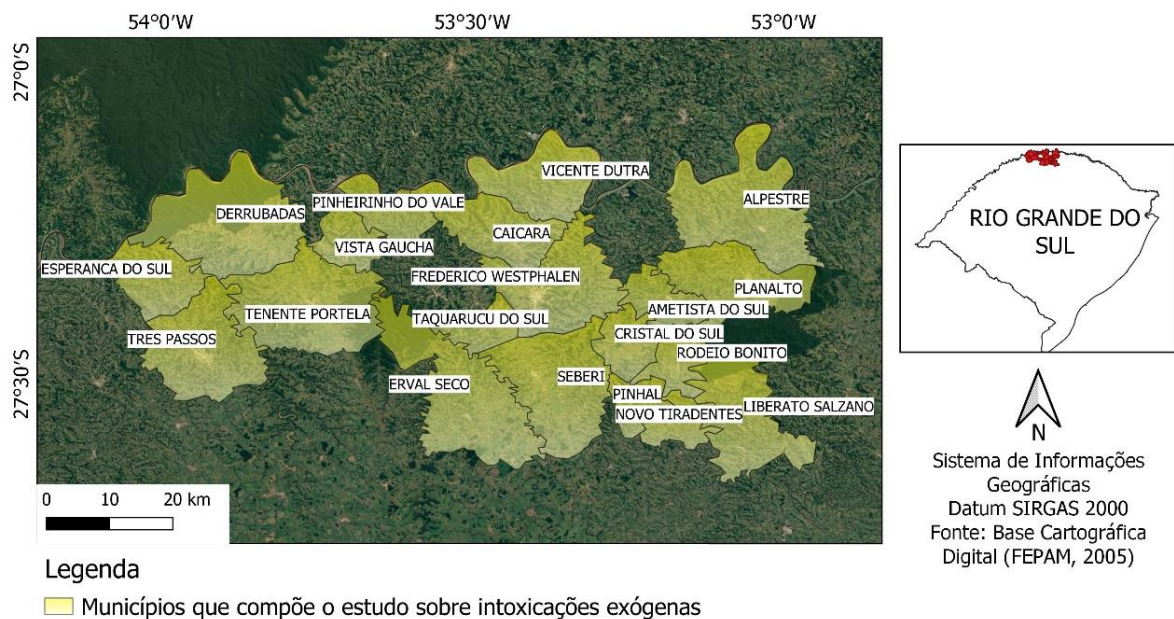 54°0'W 53°30'W 53°0'W
27°0'S
27°30'S
VICENTE DUTRA
PINHEIRINHO DO VALE
ALPESTRE
DERRUBADAS
CAICARA
VISTA GAUCHA
ESPERANCA DO SUL
FREDERICO WESTPHALEN
PLANALTO
AMETISTA DO SUL
TENENTE PORTELA
TAQUARUCU DO SUL
CRISTAL DO SUL
TRES PASSOS
RODEIO BONITO
SEBERI
ERVAL SECO
PINHAL
LIBERATO SALZANO
NOVO TIRADENTES
0 10 20 km
RIO GRANDE DO
SUL
N
Sistema de Informações
Geográficas
Datum SIRGAS 2000
Fonte: Base Cartográfica
Digital (FEPAM, 2005)
Legenda
Municípios que compõe o estudo sobre intoxicações exógenas